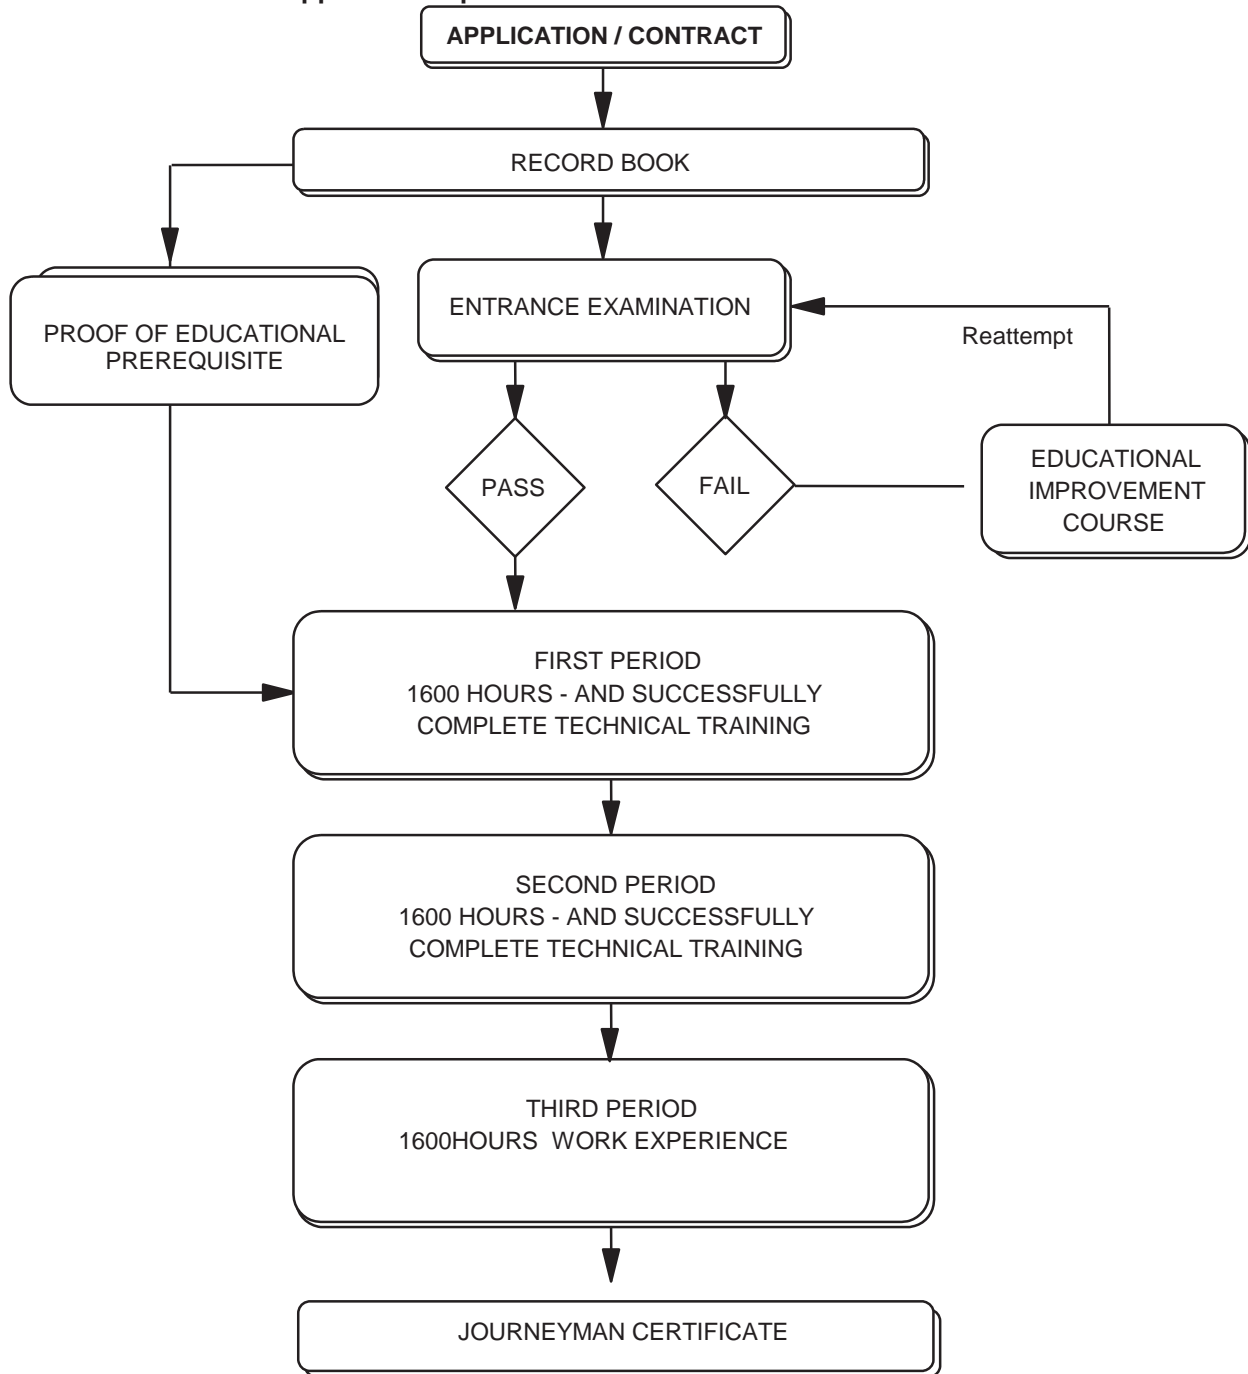 APPLICATION / CONTRACT
RECORD BOOK
PROOF OF EDUCATIONAL
PREREQUISITE
ENTRANCE EXAMINATION
Reattempt
PASS
FAIL
EDUCATIONAL
IMPROVEMENT
COURSE
FIRST PERIOD
1600 HOURS - AND SUCCESSFULLY
COMPLETE TECHNICAL TRAINING
SECOND PERIOD
1600 HOURS - AND SUCCESSFULLY
COMPLETE TECHNICAL TRAINING
THIRD PERIOD
1600HOURS  WORK EXPERIENCE
JOURNEYMAN CERTIFICATE